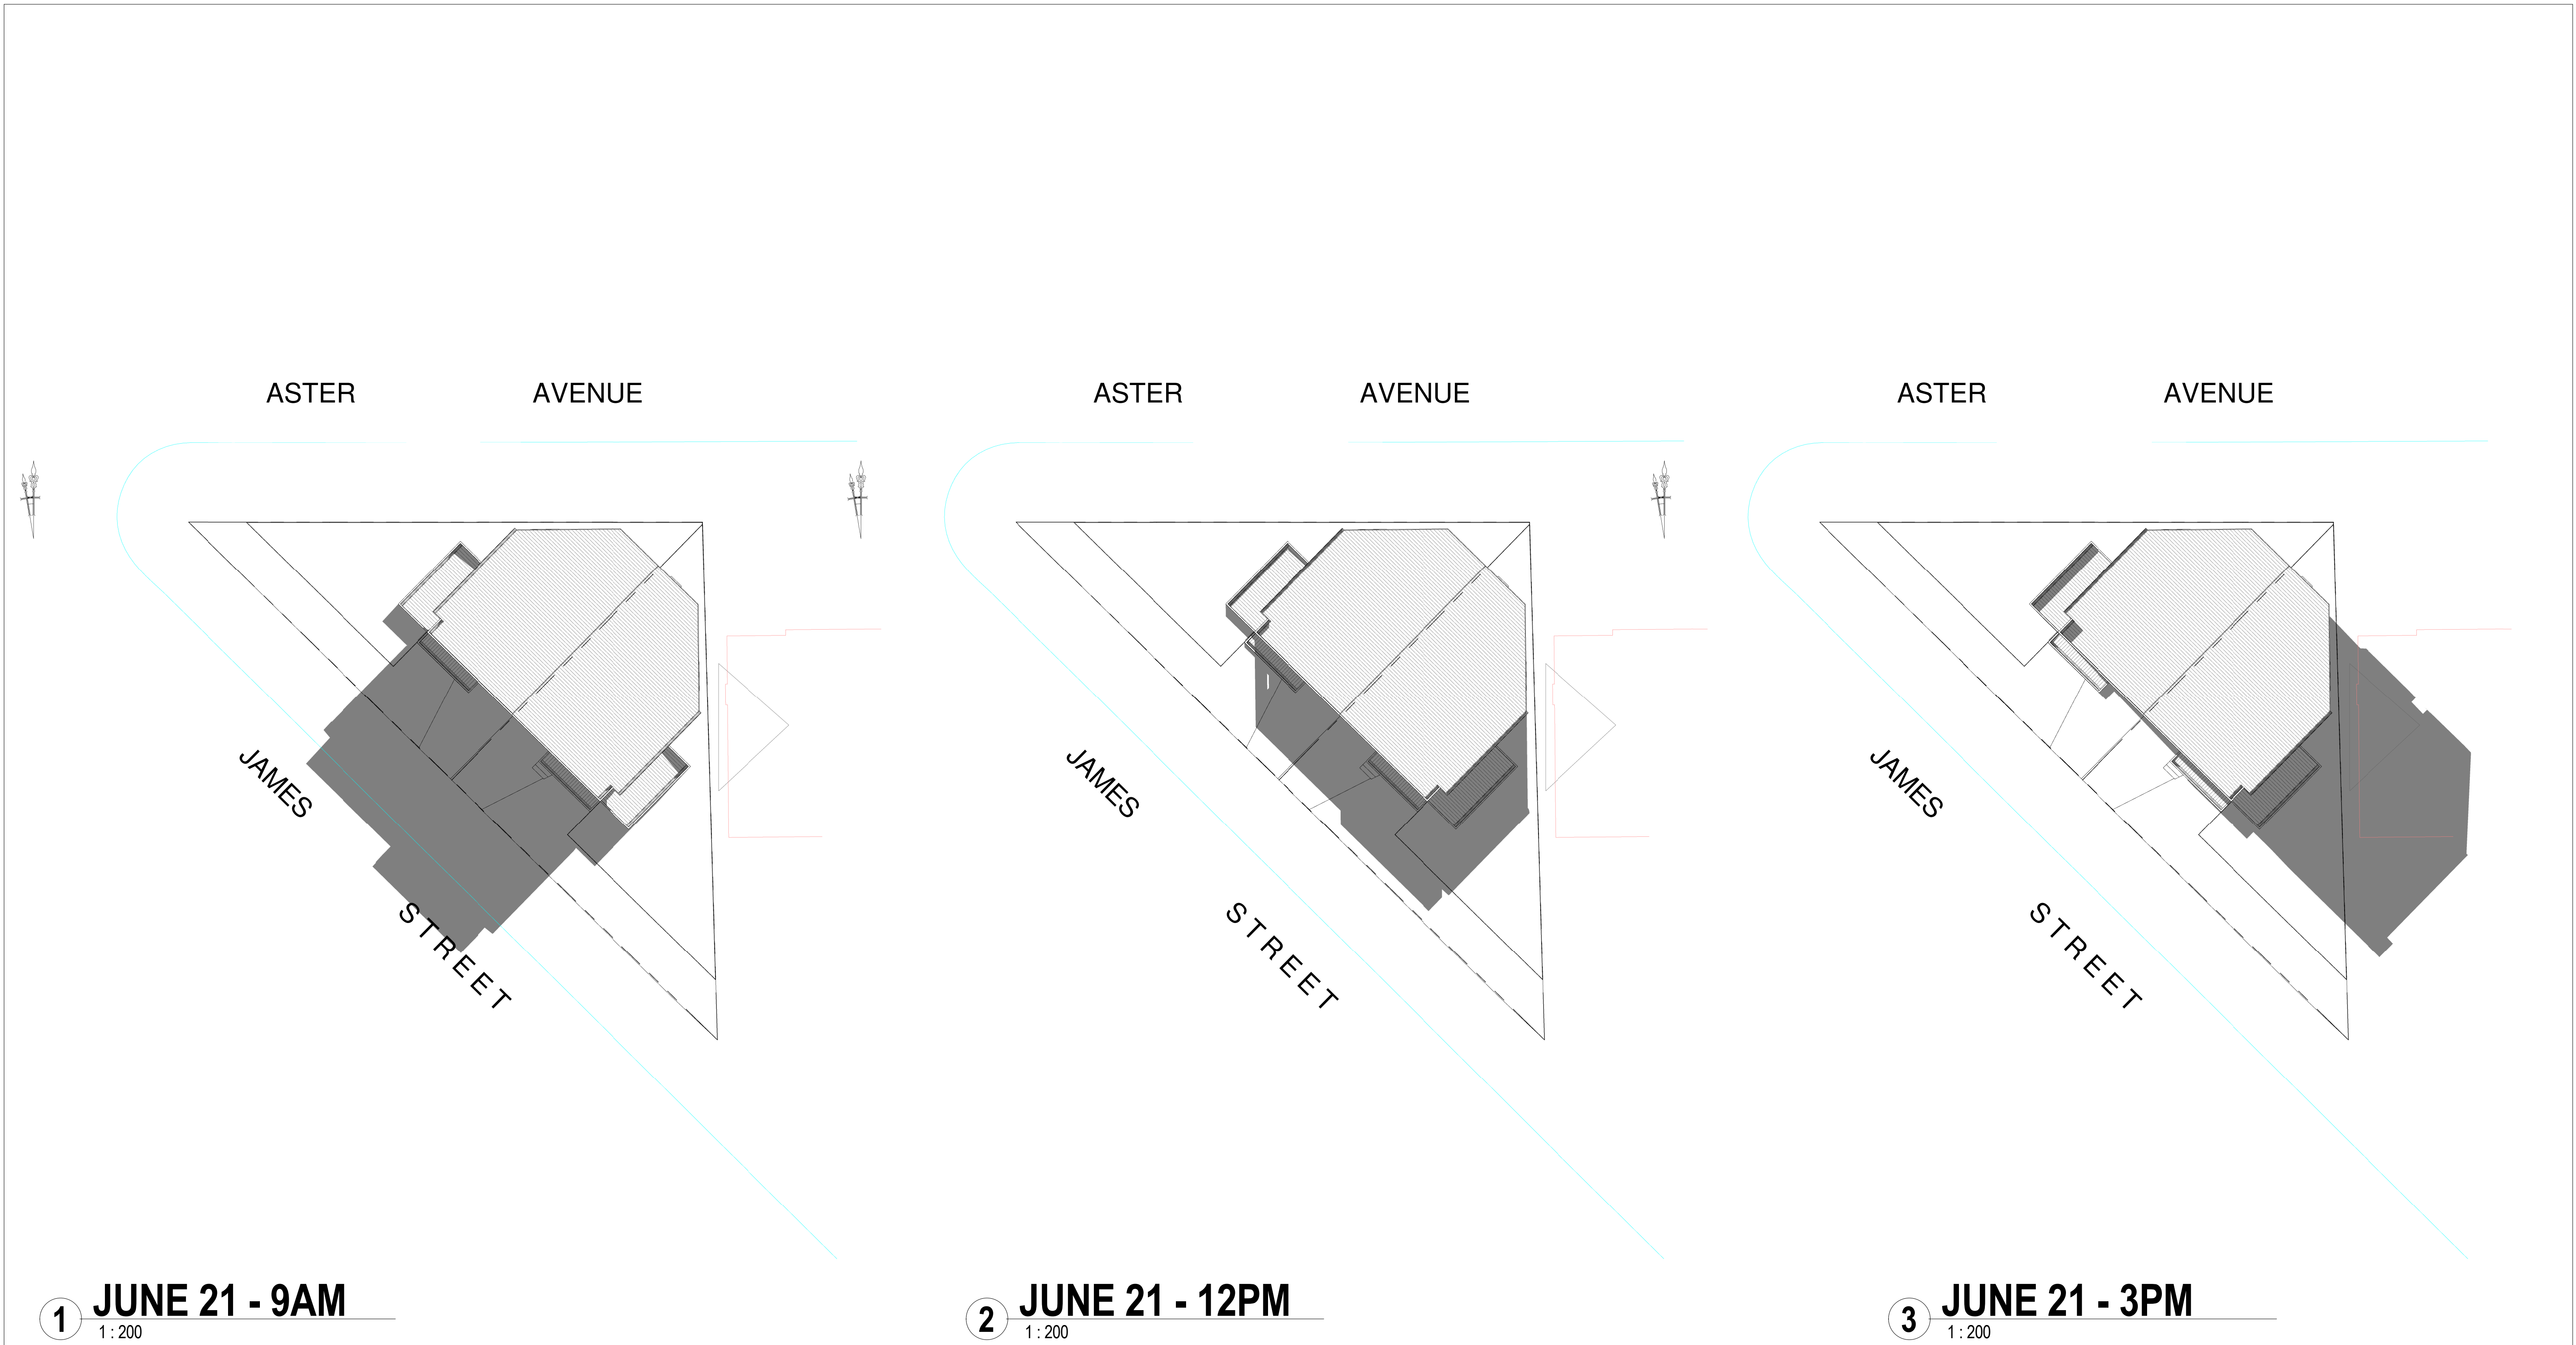 ASTER AVENUE
JAMES
STREET
1 JUNE 21 - 9AM
1 : 200
ASTER AVENUE
JAMES
STREET
2 JUNE 21 - 12PM
1 : 200
ASTER AVENUE
JAMES
STREET
3 JUNE 21 - 3PM
1 : 200